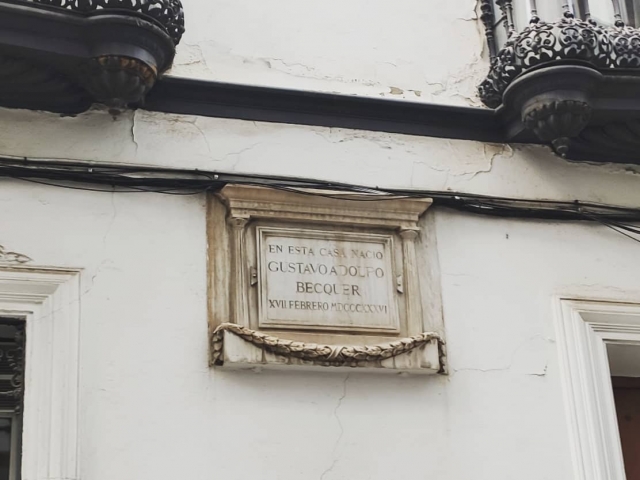 EN ESTA CASA NACIO
GUSTAVO ADOLFO
BECQUER
XVII FEBRERO MDCCCXXXVI